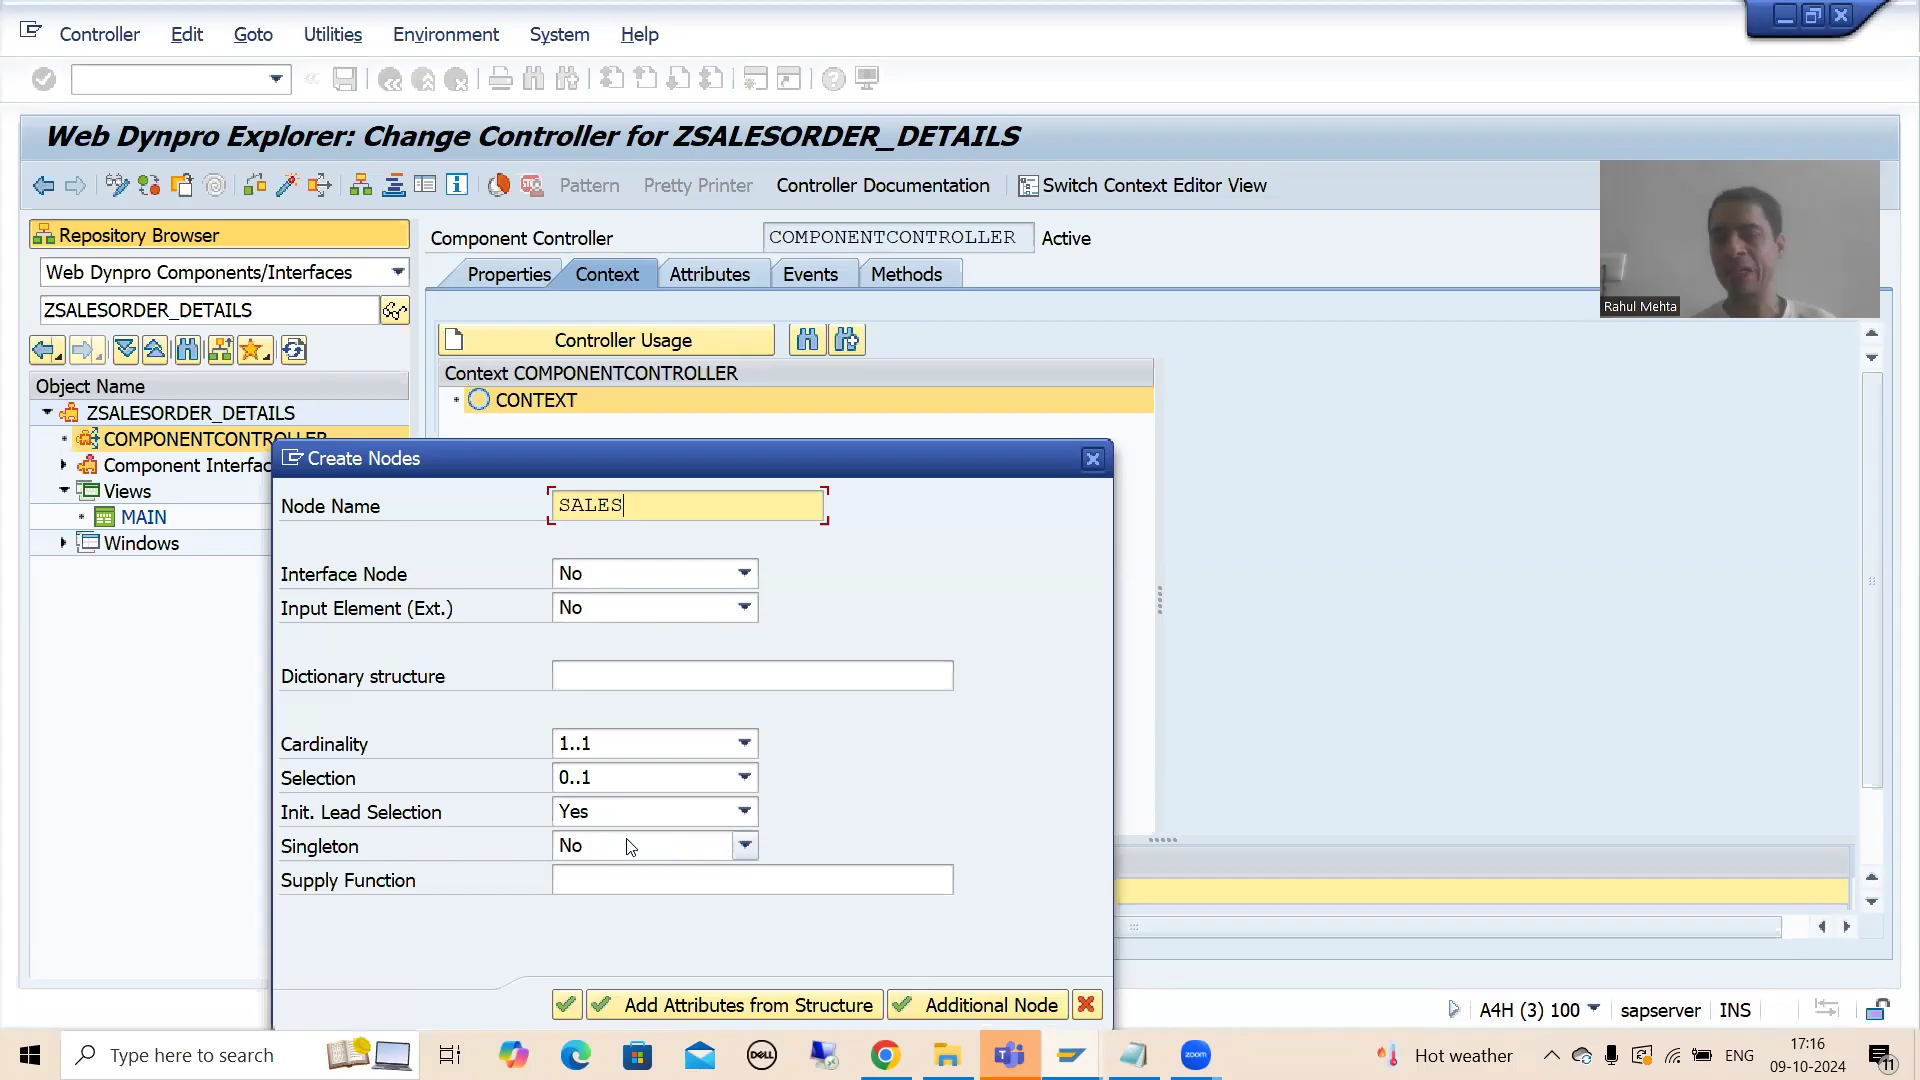 Controller Edit Goto Utilities Environment System Help
Web Dynpro Explorer: Change Controller for ZSALESORDER_DETAILS
Pattern Pretty Printer Controller Documentation Switch Context Editor View
Repository Browser
Web Dynpro Components/Interfaces
ZSALESORDER_DETAILS
Object Name
ZSALESORDER_DETAILS
COMPONENTCONTROLLER
Component Interfac
Views
MAIN
Windows
Component Controller COMPONENTCONTROLLER Active
Properties Context Attributes Events Methods
Controller Usage
Context COMPONENTCONTROLLER
CONTEXT
Rahul Mehta
Create Nodes
Node Name SALES
Interface Node No
Input Element (Ext.) No
Dictionary structure
Cardinality 1..1
Selection 0..1
Init. Lead Selection Yes
Singleton No
Supply Function
Add Attributes from Structure Additional Node
A4H (3) 100 sapserver INS
Type here to search
DELL
zoom
Hot weather
ENG
17:16
09-10-2024
11